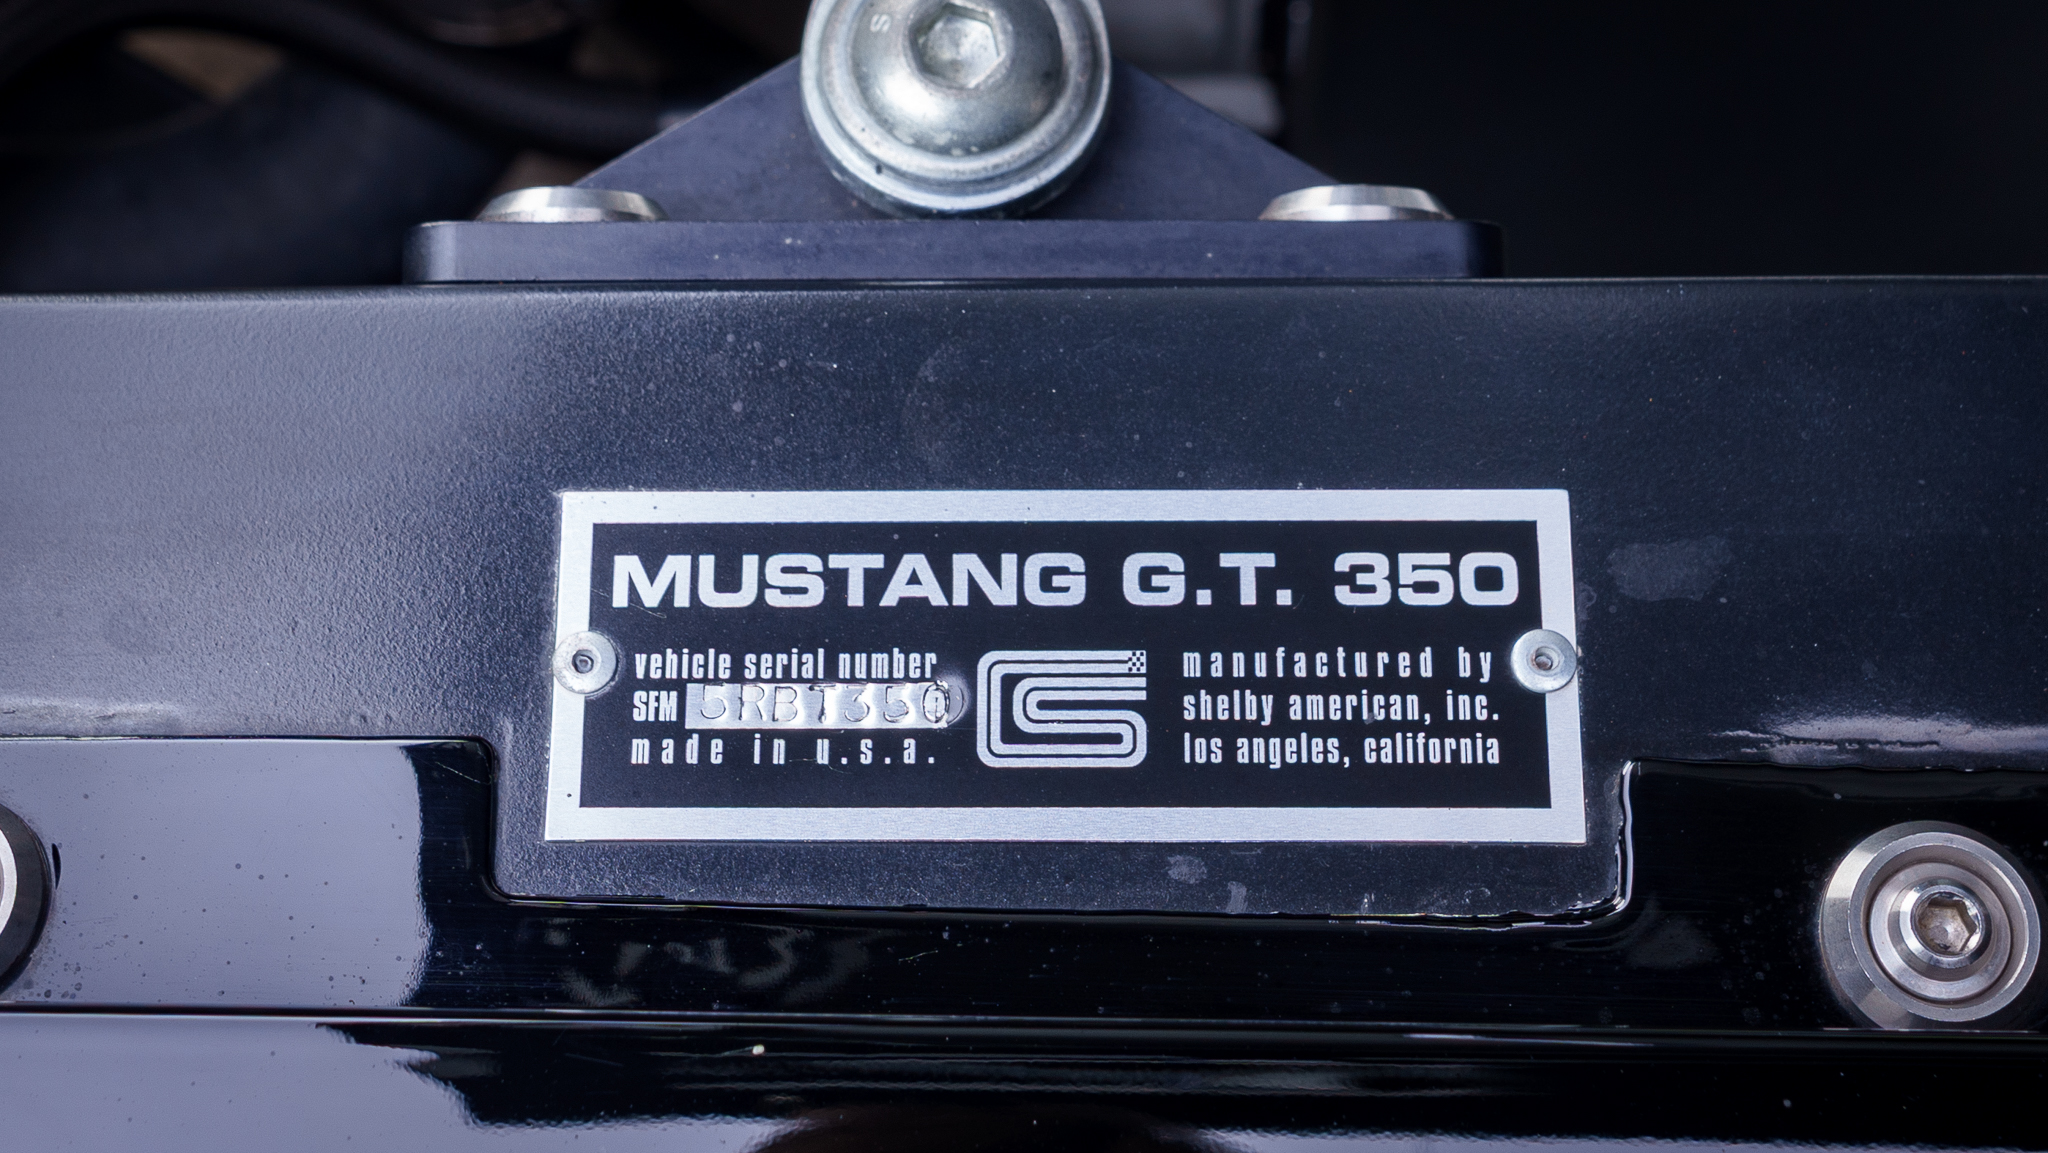 MUSTANG G.T. 350
vehicle serial number
SFM 5RBT350
made in u.s.a.
manufactured by
shelby american, inc.
los angeles, california